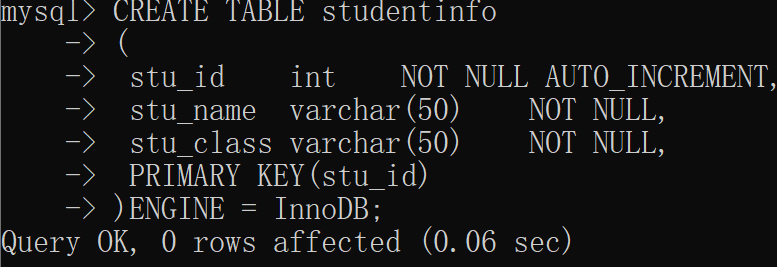 mysql> CREATE TABLE studentinfo
-> (
-> stu_id int NOT NULL AUTO_INCREMENT,
-> stu_name varchar(50) NOT NULL,
-> stu_class varchar(50) NOT NULL,
-> PRIMARY KEY(stu_id)
-> )ENGINE = InnoDB;
Query OK, 0 rows affected (0.06 sec)